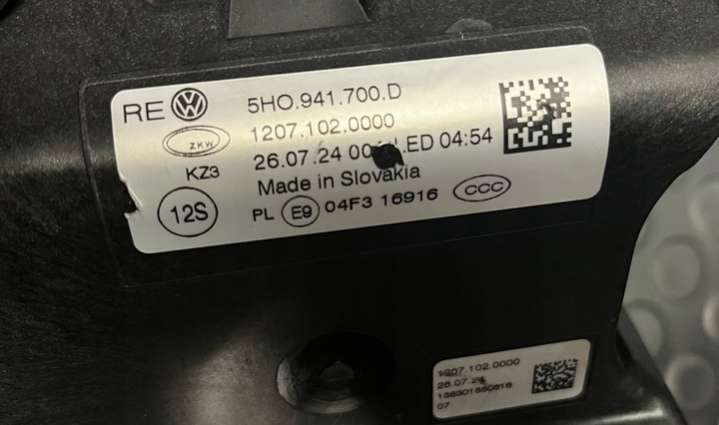 RE 5H0.941.700.D
ZKW 1207.102.0000
KZ3 26.07.24 ED 04:54
Made in Slovakia
12S PL E9 04F3 16916 CCC
1207.102.0000
26.07.24
07